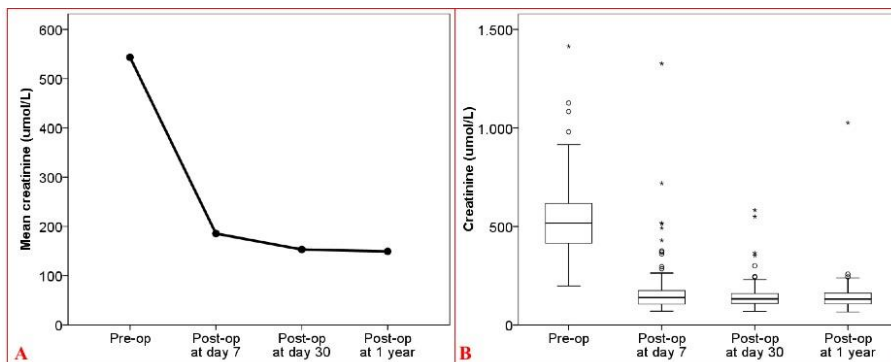 600
500
400
300
200
100
0
Mean creatinine (umol/L)
Pre-op
Post-op
at day 7
Post-op
at day 30
Post-op
at 1 year
A
1.500
1.000
500
0
Creatinine (umol/L)
Pre-op
Post-op
at day 7
Post-op
at day 30
Post-op
at 1 year
B